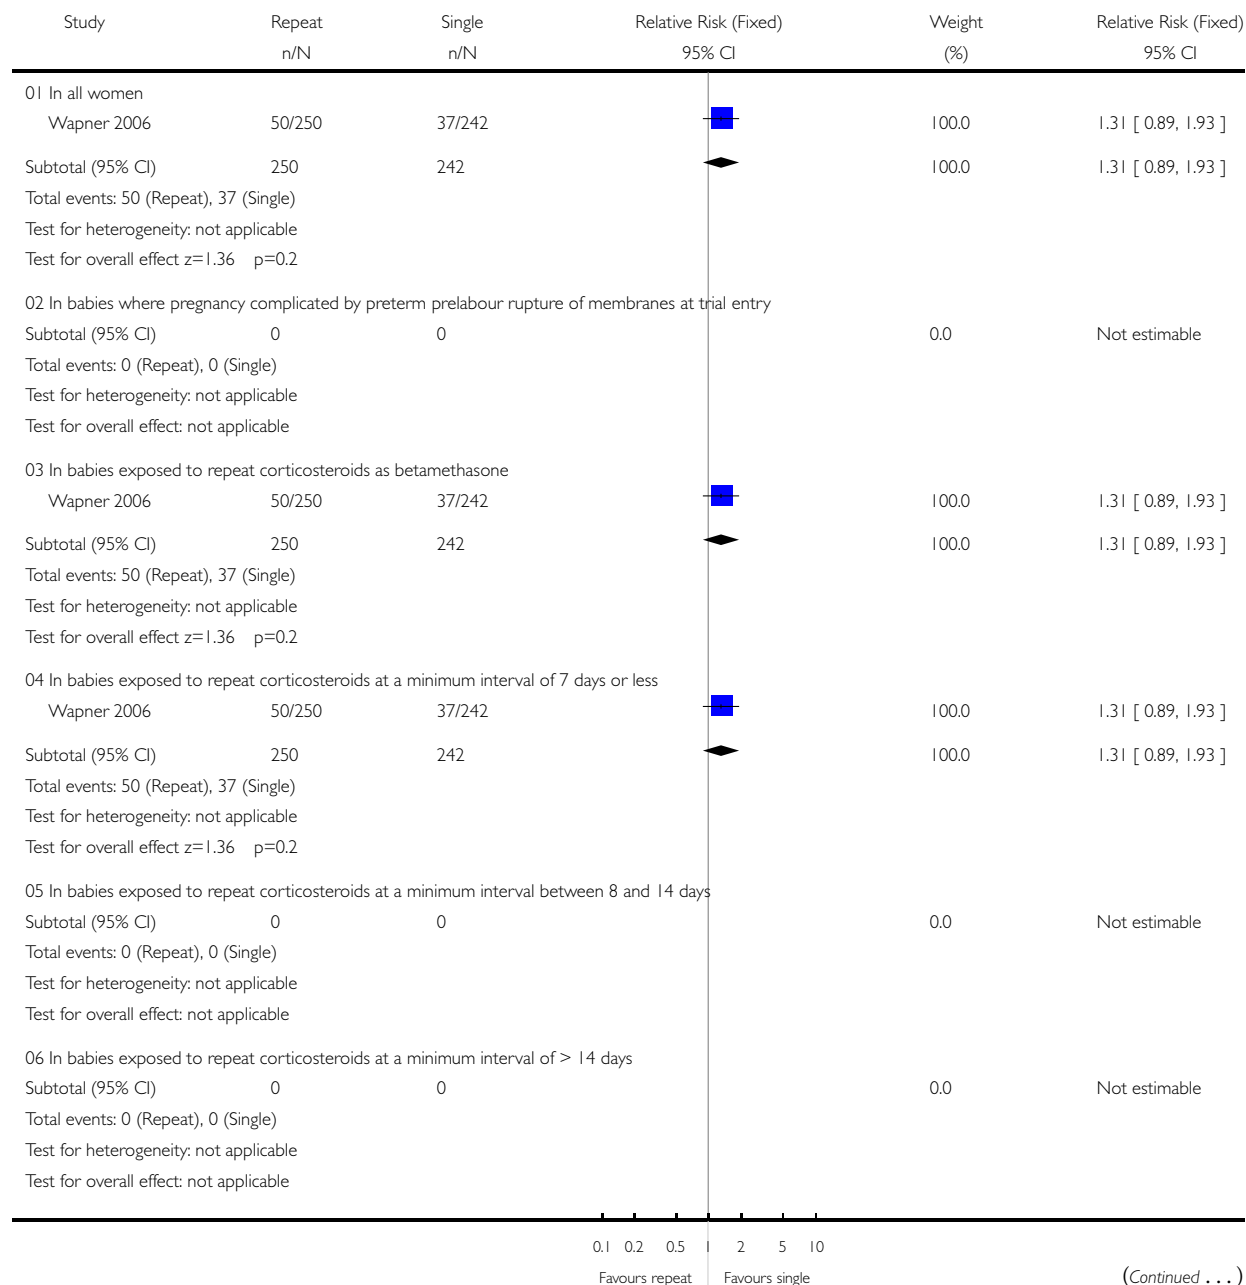 Study Repeat Single Relative Risk (Fixed) Weight Relative Risk (Fixed)
n/N n/N 95% CI (%) 95% CI
01 In all women
Wapner 2006 50/250 37/242 100.0 1.31 [ 0.89, 1.93 ]
Subtotal (95% CI) 250 242 100.0 1.31 [ 0.89, 1.93 ]
Total events: 50 (Repeat), 37 (Single)
Test for heterogeneity: not applicable
Test for overall effect z=1.36 p=0.2
02 In babies where pregnancy complicated by preterm prelabour rupture of membranes at trial entry
Subtotal (95% CI) 0 0 0.0 Not estimable
Total events: 0 (Repeat), 0 (Single)
Test for heterogeneity: not applicable
Test for overall effect: not applicable
03 In babies exposed to repeat corticosteroids as betamethasone
Wapner 2006 50/250 37/242 100.0 1.31 [ 0.89, 1.93 ]
Subtotal (95% CI) 250 242 100.0 1.31 [ 0.89, 1.93 ]
Total events: 50 (Repeat), 37 (Single)
Test for heterogeneity: not applicable
Test for overall effect z=1.36 p=0.2
04 In babies exposed to repeat corticosteroids at a minimum interval of 7 days or less
Wapner 2006 50/250 37/242 100.0 1.31 [ 0.89, 1.93 ]
Subtotal (95% CI) 250 242 100.0 1.31 [ 0.89, 1.93 ]
Total events: 50 (Repeat), 37 (Single)
Test for heterogeneity: not applicable
Test for overall effect z=1.36 p=0.2
05 In babies exposed to repeat corticosteroids at a minimum interval between 8 and 14 days
Subtotal (95% CI) 0 0 0.0 Not estimable
Total events: 0 (Repeat), 0 (Single)
Test for heterogeneity: not applicable
Test for overall effect: not applicable
06 In babies exposed to repeat corticosteroids at a minimum interval of > 14 days
Subtotal (95% CI) 0 0 0.0 Not estimable
Total events: 0 (Repeat), 0 (Single)
Test for heterogeneity: not applicable
Test for overall effect: not applicable
0.1 0.2 0.5 1 2 5 10
Favours repeat Favours single (Continued . . . )